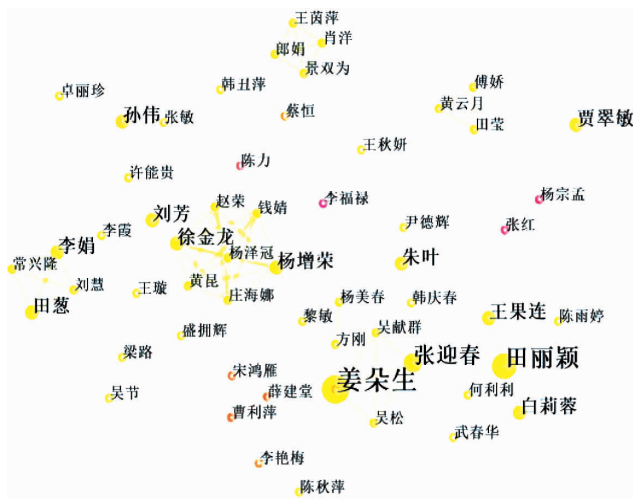 王茵萍
肖洋
郎娟
景双为
卓丽珍
韩丑萍
傅娇
黄云月
孙伟
张敏
蔡恒
田莹
贾翠敏
王秋妍
陈力
许能贵
李福禄
杨宗孟
赵荣
钱婧
刘芳
尹德辉
张红
李霞
徐金龙
李娟
杨泽冠
常兴隆
杨增荣
朱叶
刘慧
王璇
黄昆
庄海娜
田葱
杨美春
韩庆春
黎敏
王果连
陈雨婷
盛拥辉
吴献群
方刚
梁路
张迎春
田丽颖
宋鸿雁
姜朵生
薛建堂
吴节
何利利
曹利萍
白莉蓉
吴松
武春华
李艳梅
陈秋萍